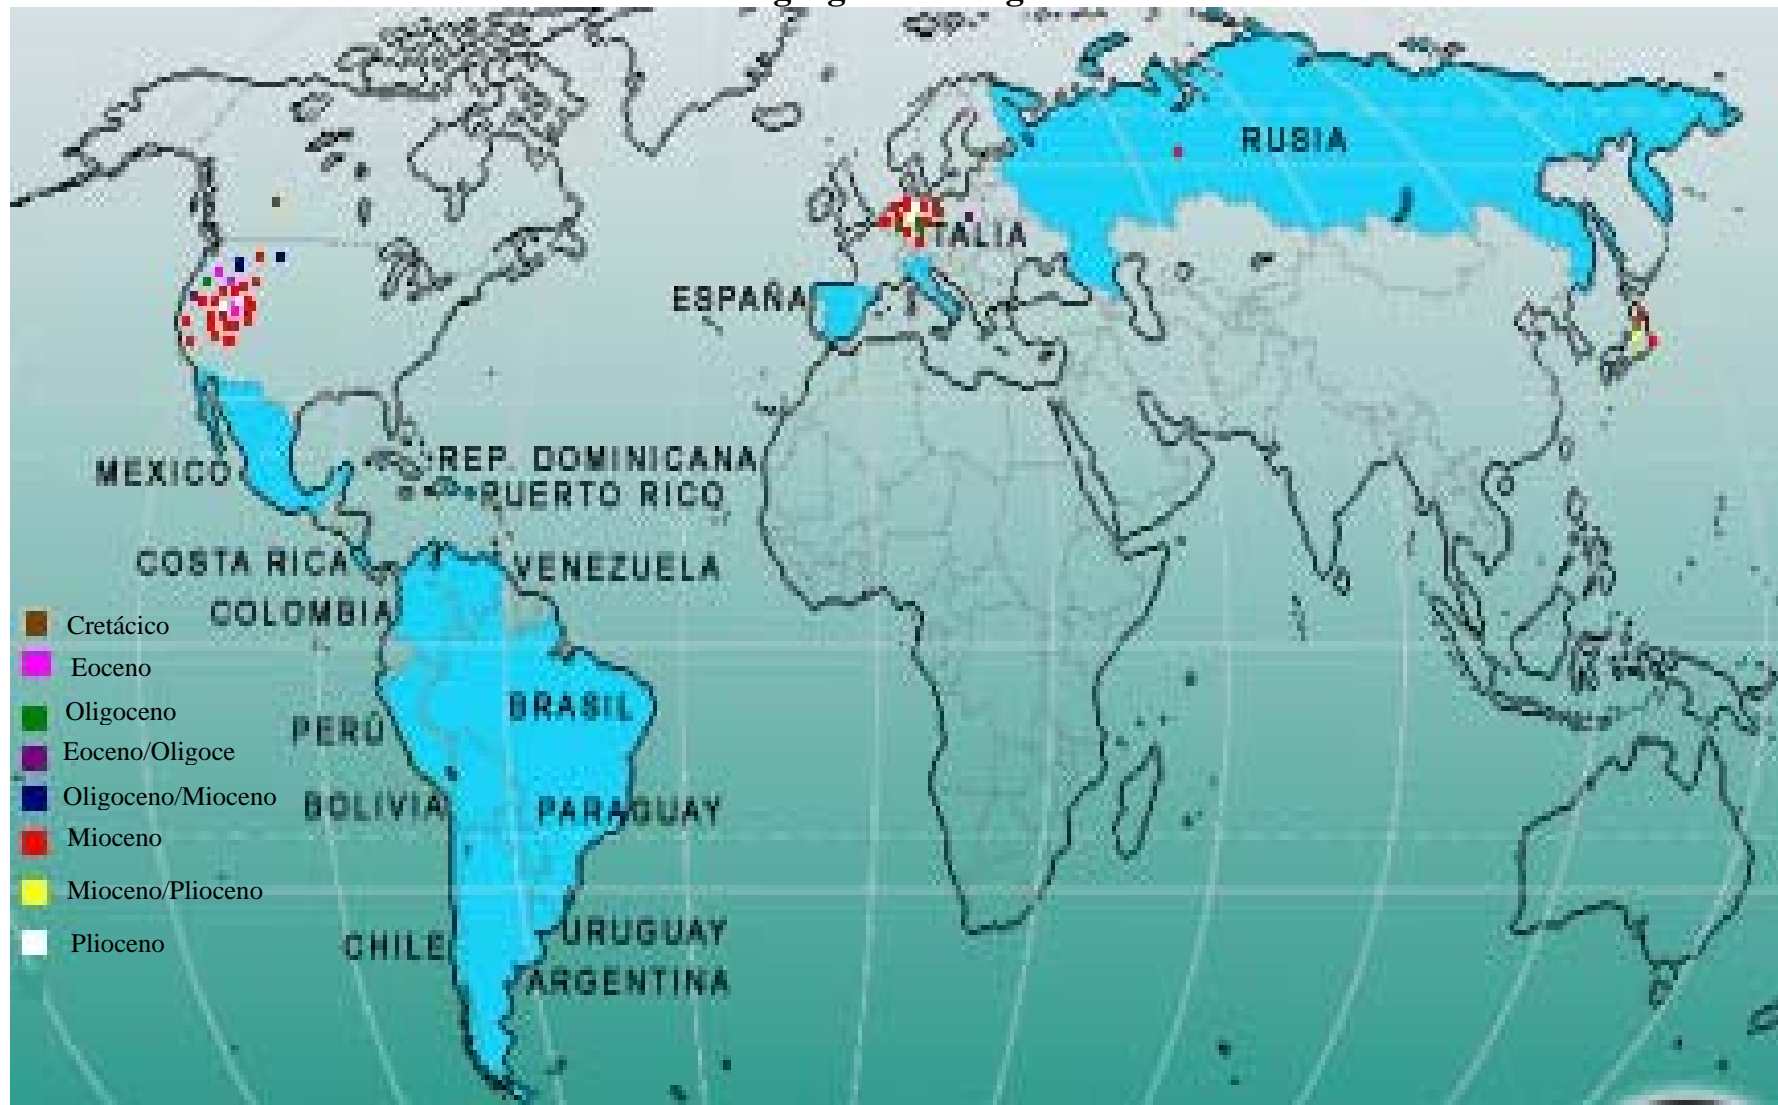 RUSIA
ITALIA
ESPAÑA
REP. DOMINICANA
MEXICO
PUERTO RICO
COSTA RICA
VENEZUELA
COLOMBIA
BRASIL
PERÚ
BOLIVIA
PARAGUAY
URUGUAY
CHILE
ARGENTINA
Cretácico
Eoceno
Oligoceno
Eoceno/Oligoce
Oligoceno/Mioceno
Mioceno
Mioceno/Plioceno
Plioceno